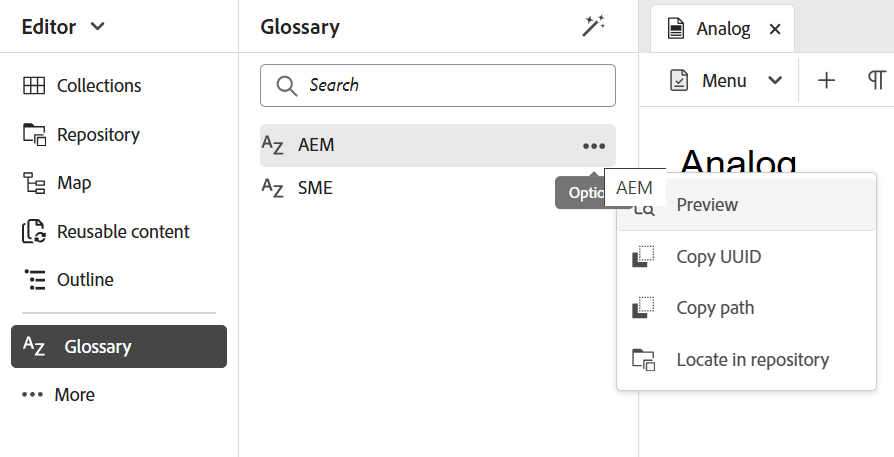 Editor
Glossary
Analog
Search
Menu
Collections
Repository
Map
Reusable content
Outline
Glossary
More
AEM
SME
AEM
Analog
Preview
Copy UUID
Copy path
Locate in repository